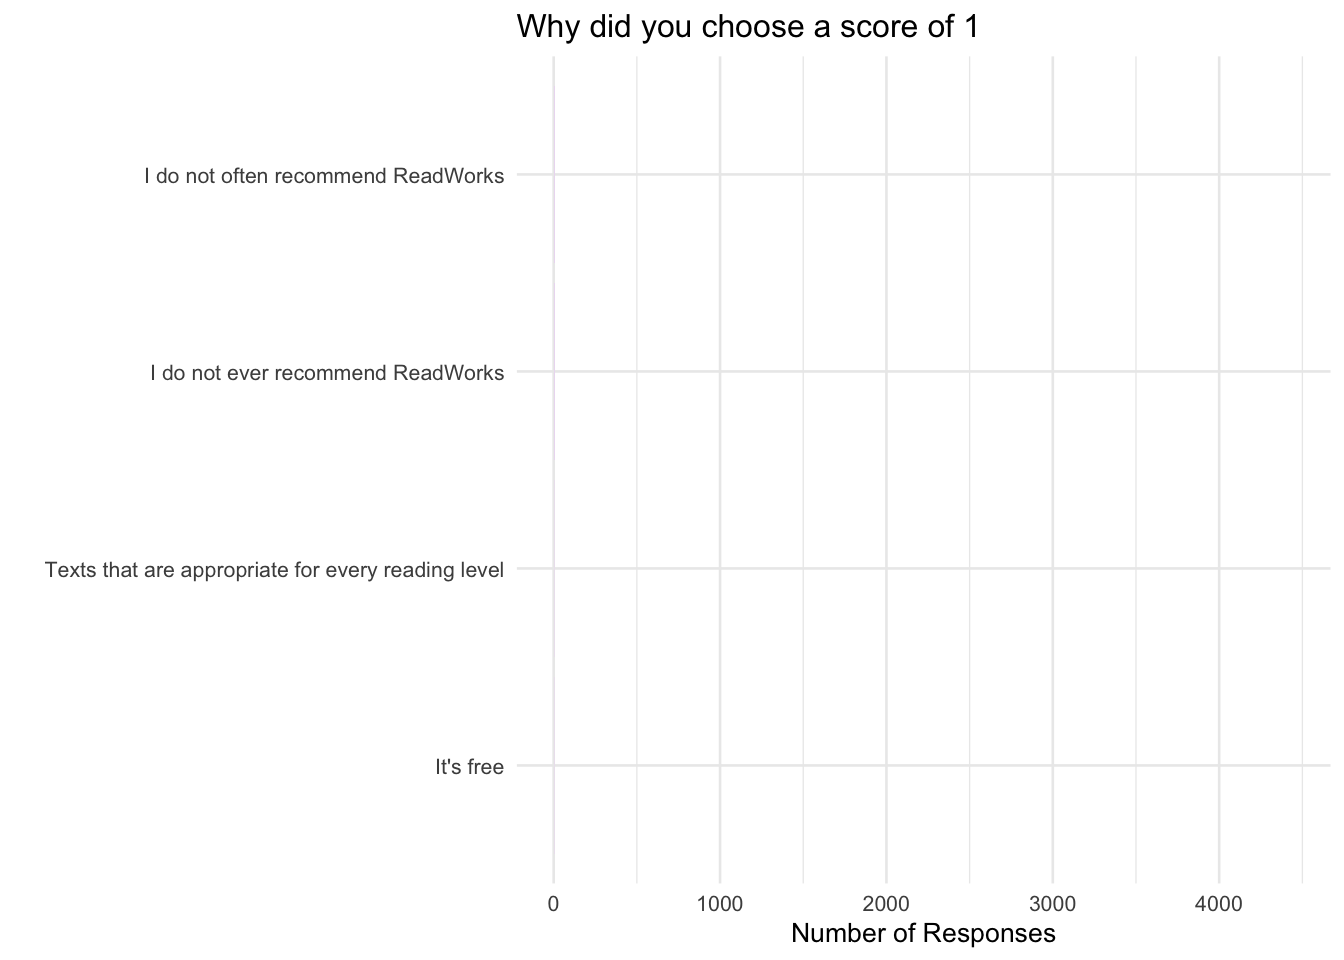 Why did you choose a score of 1
I do not often recommend ReadWorks
I do not ever recommend ReadWorks
Texts that are appropriate for every reading level
It's free
0 1000 2000 3000 4000
Number of Responses